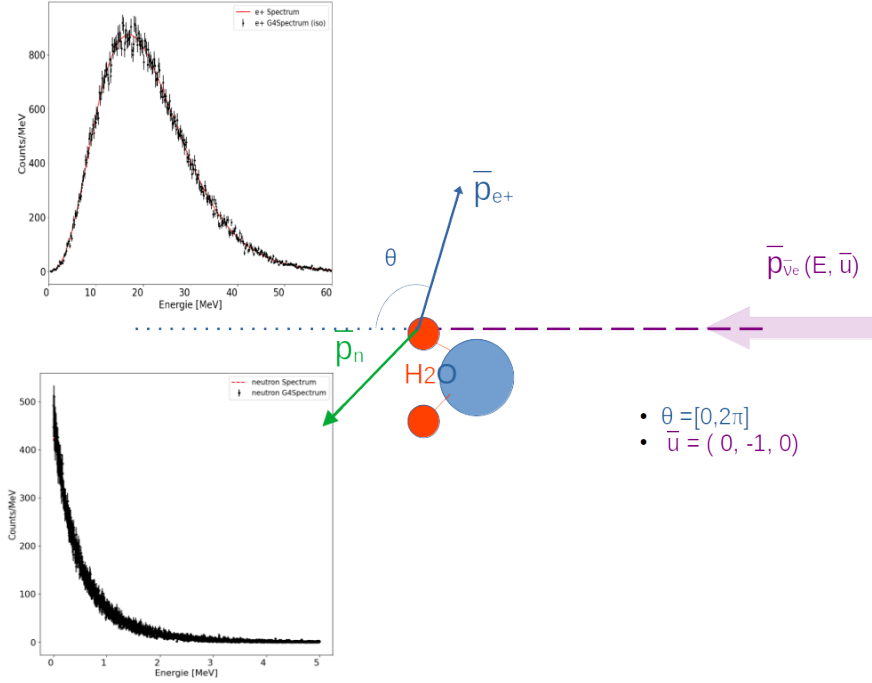 e+ Spectrum
e+ G4Spectrum (iso)
800
600
400
200
0
Counts/MeV
0 10 20 30 40 50 60
Energie [MeV]
p̅e+
θ
p̅ν̅e (E, u̅)
p̅n
H2O
θ =[0,2π]
u̅ = ( 0, -1, 0)
neutron Spectrum
neutron G4Spectrum
500
400
300
200
100
0
Counts/MeV
0 1 2 3 4 5
Energie [MeV]